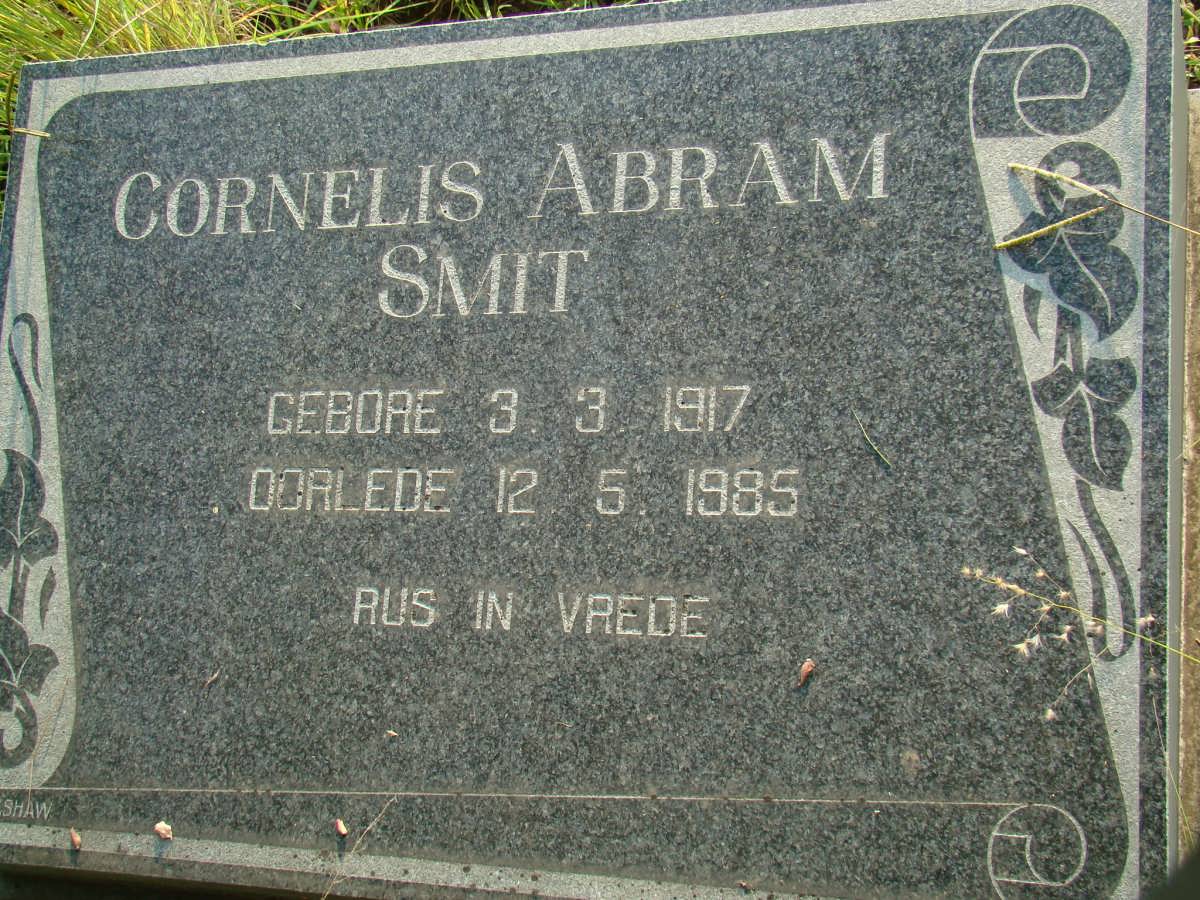 CORNELIS ABRAM
SMIT
GEBORE 3. 3. 1917
OORLEDE 12. 5. 1985
RUS IN VREDE